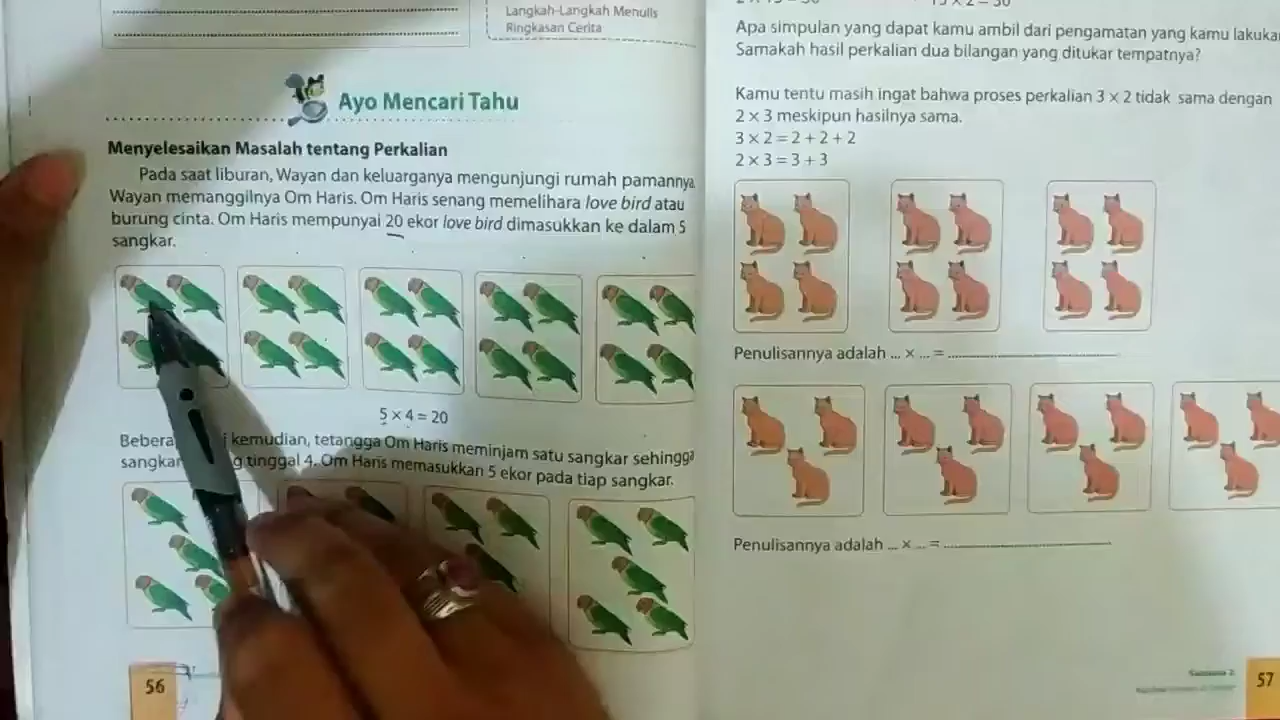 Langkah-Langkah Menulis
Ringkasan Cerita
Ayo Mencari Tahu
Menyelesaikan Masalah tentang Perkalian
Pada saat liburan, Wayan dan keluarganya mengunjungi rumah pamannya
Wayan memanggilnya Om Haris. Om Haris senang memelihara love bird atau
burung cinta. Om Haris mempunyai 20 ekor love bird dimasukkan ke dalam 5
sangkar.
5 × 4 = 20
kemudian, tetangga Om Haris meminjam satu sangkar sehingga
tinggal 4. Om Haris memasukkan 5 ekor pada tiap sangkar.
56
Apa simpulan yang dapat kamu ambil dari pengamatan yang kamu lakuka
Samakah hasil perkalian dua bilangan yang ditukar tempatnya?
Kamu tentu masih ingat bahwa proses perkalian 3 × 2 tidak sama dengan
2 × 3 meskipun hasilnya sama.
3 × 2 = 2 + 2 + 2
2 × 3 = 3 + 3
Penulisannya adalah ... × ... =
Penulisannya adalah ... × ... =
57